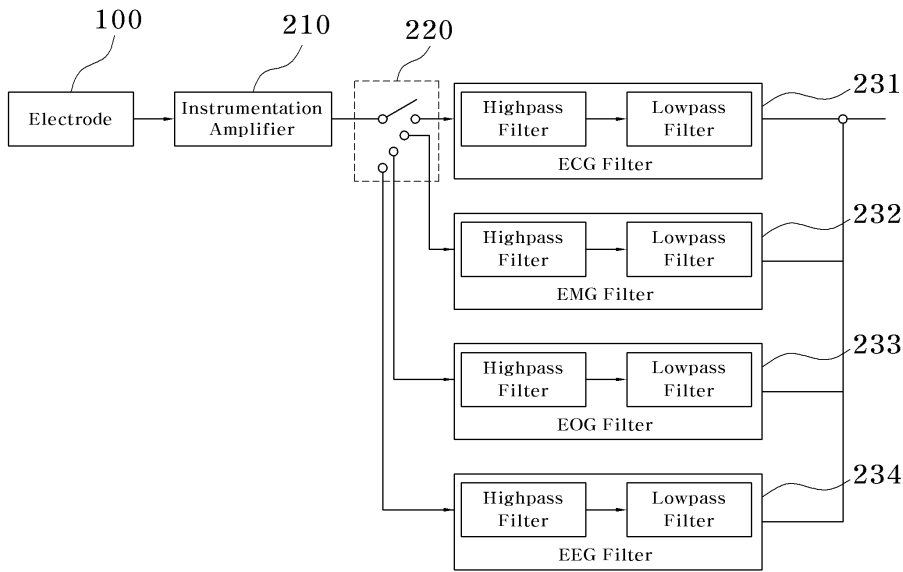 100
210
220
231
Electrode
Instrumentation
Amplifier
Highpass
Filter
Lowpass
Filter
ECG Filter
232
Highpass
Filter
Lowpass
Filter
EMG Filter
233
Highpass
Filter
Lowpass
Filter
EOG Filter
234
Highpass
Filter
Lowpass
Filter
EEG Filter